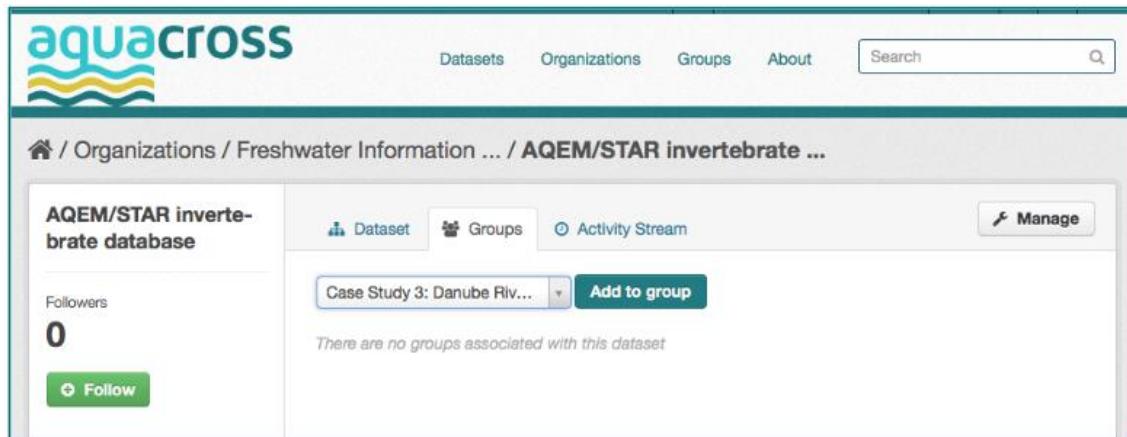 aquacross
Datasets Organizations Groups About Search
/ Organizations / Freshwater Information ... / AQEM/STAR invertebrate ...
AQEM/STAR inverte-
brate database
Followers
0
Follow
Dataset Groups Activity Stream Manage
Case Study 3: Danube Riv... Add to group
There are no groups associated with this dataset